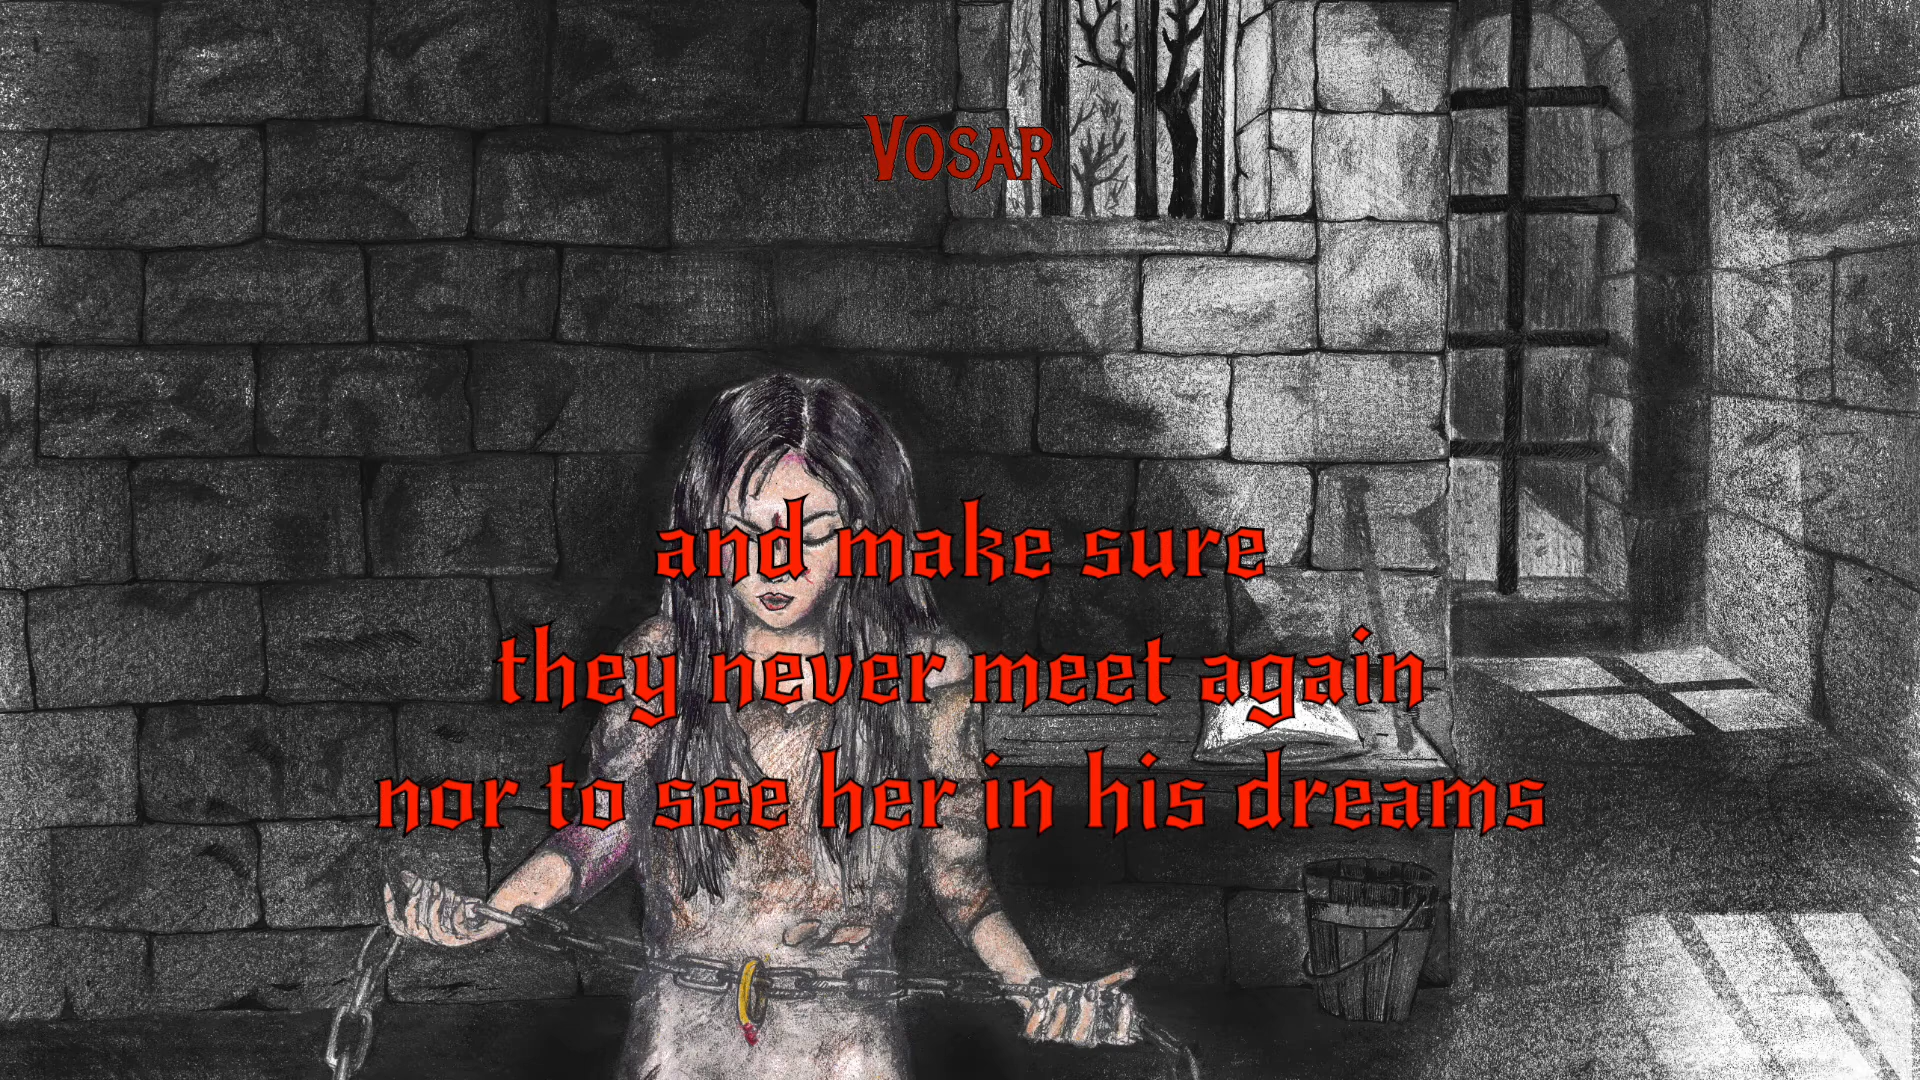 Vosar
and make sure
they never meet again
nor to see her in his dreams